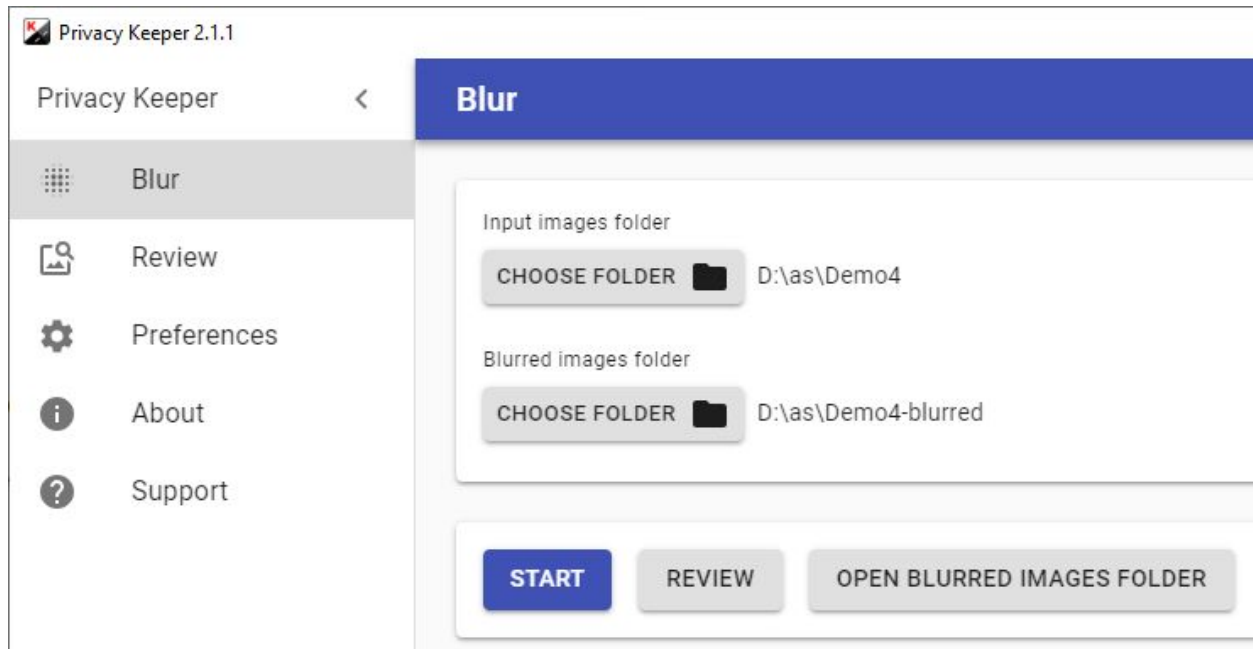 Privacy Keeper 2.1.1
Privacy Keeper
Blur
Blur
Review
Preferences
About
Support
Input images folder
CHOOSE FOLDER D:\as\Demo4
Blurred images folder
CHOOSE FOLDER D:\as\Demo4-blurred
START REVIEW OPEN BLURRED IMAGES FOLDER